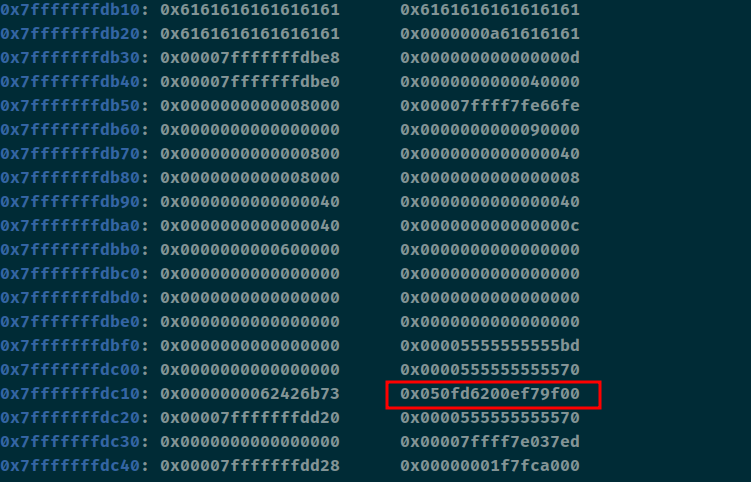 0x7fffffffdb10: 0x6161616161616161 0x6161616161616161
0x7fffffffdb20: 0x6161616161616161 0x0000000a61616161
0x7fffffffdb30: 0x00007fffffffdbe8 0x000000000000000d
0x7fffffffdb40: 0x00007fffffffdbe0 0x0000000000040000
0x7fffffffdb50: 0x0000000000008000 0x00007ffff7fe66fe
0x7fffffffdb60: 0x0000000000000000 0x0000000000090000
0x7fffffffdb70: 0x0000000000000800 0x0000000000000040
0x7fffffffdb80: 0x0000000000008000 0x0000000000000008
0x7fffffffdb90: 0x0000000000000040 0x0000000000000040
0x7fffffffdba0: 0x0000000000000040 0x000000000000000c
0x7fffffffdbb0: 0x0000000000600000 0x0000000000000000
0x7fffffffdbc0: 0x0000000000000000 0x0000000000000000
0x7fffffffdbd0: 0x0000000000000000 0x0000000000000000
0x7fffffffdbe0: 0x0000000000000000 0x0000000000000000
0x7fffffffdbf0: 0x0000000000000000 0x00005555555555bd
0x7fffffffdc00: 0x0000000000000000 0x0000555555555570
0x7fffffffdc10: 0x0000000062426b73 0x050fd6200ef79f00
0x7fffffffdc20: 0x00007fffffffdd20 0x0000555555555570
0x7fffffffdc30: 0x0000000000000000 0x00007ffff7e037ed
0x7fffffffdc40: 0x00007fffffffdd28 0x00000001f7fca000